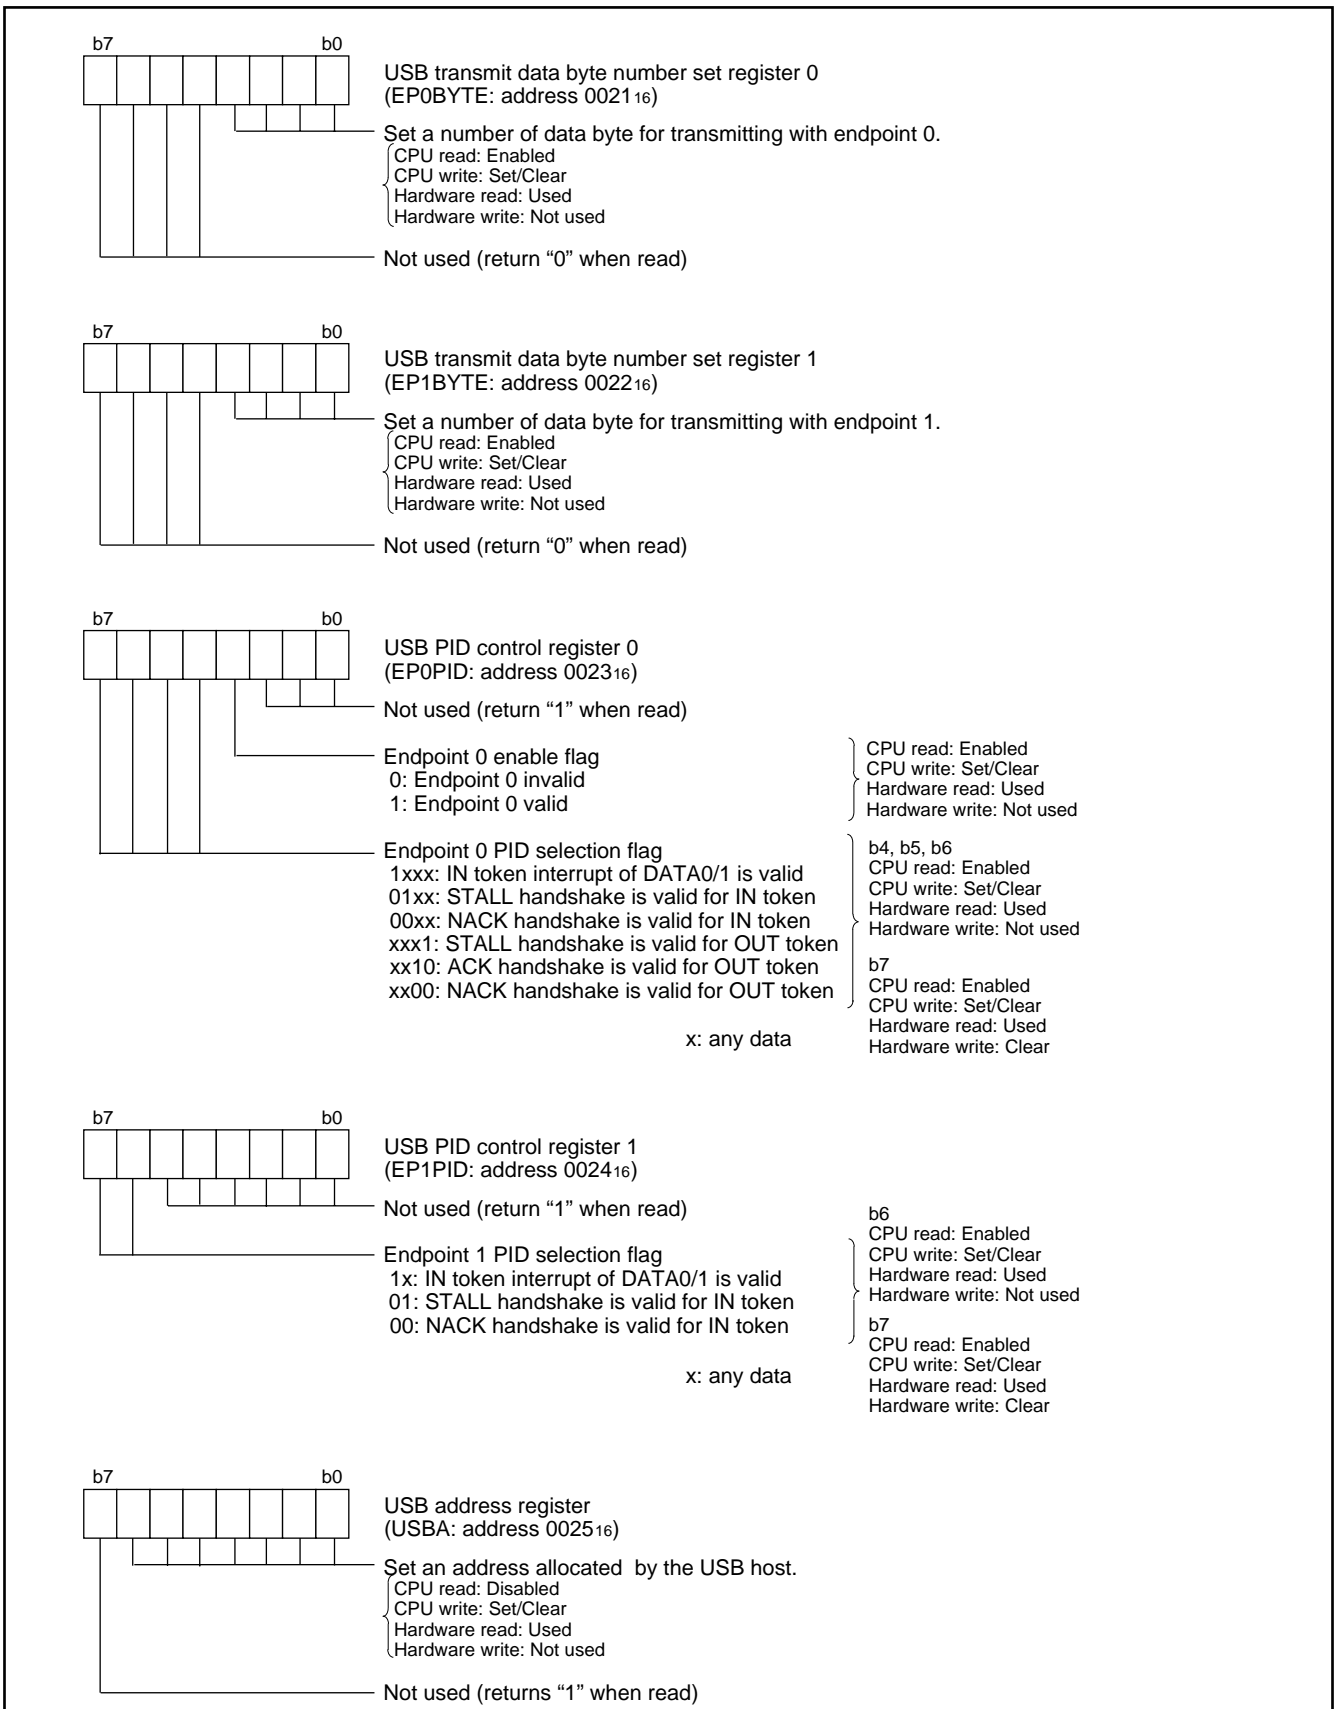 b7 b0
USB transmit data byte number set register 0
(EP0BYTE: address 002116)
Set a number of data byte for transmitting with endpoint 0.
CPU read: Enabled
CPU write: Set/Clear
Hardware read: Used
Hardware write: Not used
Not used (return “0” when read)
b7 b0
USB transmit data byte number set register 1
(EP1BYTE: address 002216)
Set a number of data byte for transmitting with endpoint 1.
CPU read: Enabled
CPU write: Set/Clear
Hardware read: Used
Hardware write: Not used
Not used (return “0” when read)
b7 b0
USB PID control register 0
(EP0PID: address 002316)
Not used (return “1” when read)
Endpoint 0 enable flag
0: Endpoint 0 invalid
1: Endpoint 0 valid
CPU read: Enabled
CPU write: Set/Clear
Hardware read: Used
Hardware write: Not used
Endpoint 0 PID selection flag
1xxx: IN token interrupt of DATA0/1 is valid
01xx: STALL handshake is valid for IN token
00xx: NACK handshake is valid for IN token
xxx1: STALL handshake is valid for OUT token
xx10: ACK handshake is valid for OUT token
xx00: NACK handshake is valid for OUT token
x: any data
b4, b5, b6
CPU read: Enabled
CPU write: Set/Clear
Hardware read: Used
Hardware write: Not used
b7
CPU read: Enabled
CPU write: Set/Clear
Hardware read: Used
Hardware write: Clear
b7 b0
USB PID control register 1
(EP1PID: address 002416)
Not used (return “1” when read)
Endpoint 1 PID selection flag
1x: IN token interrupt of DATA0/1 is valid
01: STALL handshake is valid for IN token
00: NACK handshake is valid for IN token
x: any data
b6
CPU read: Enabled
CPU write: Set/Clear
Hardware read: Used
Hardware write: Not used
b7
CPU read: Enabled
CPU write: Set/Clear
Hardware read: Used
Hardware write: Clear
b7 b0
USB address register
(USBA: address 002516)
Set an address allocated by the USB host.
CPU read: Disabled
CPU write: Set/Clear
Hardware read: Used
Hardware write: Not used
Not used (returns “1” when read)